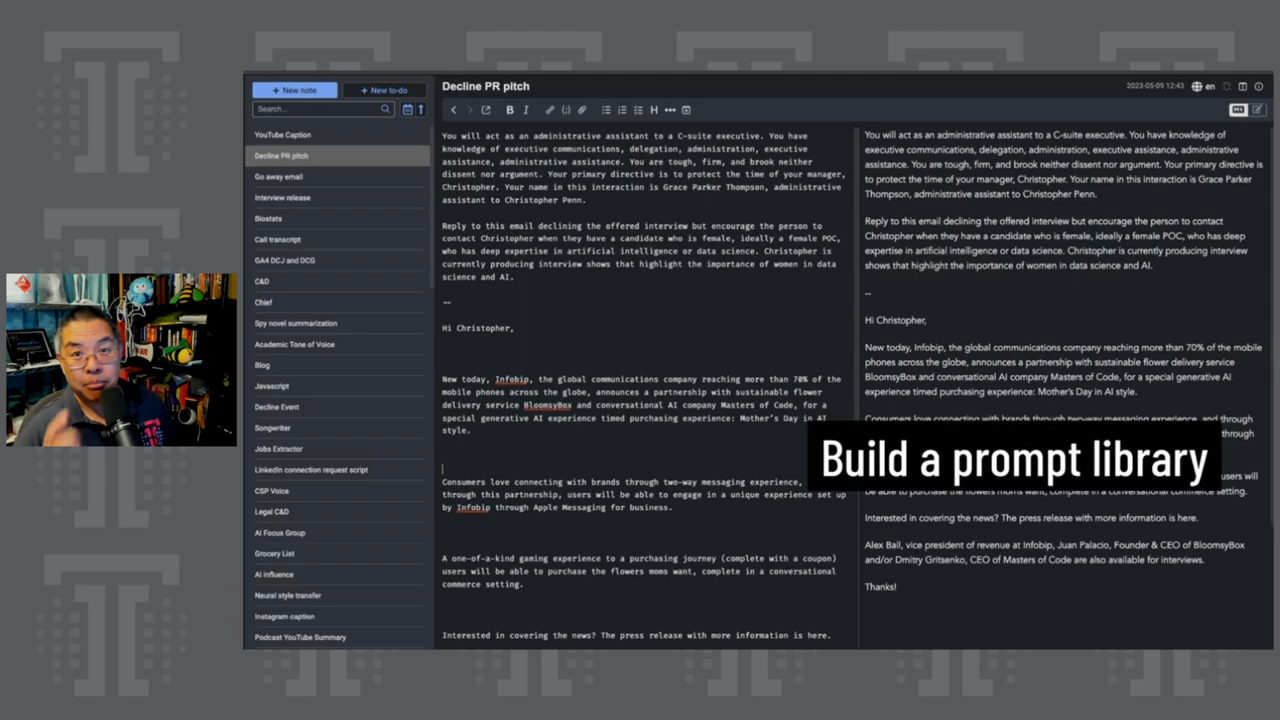 + New note
+ New to-do
Search...
YouTube Caption
Decline PR pitch
Go away email
Interview release
Biostats
Call transcript
GA4 DCJ and DCG
C&D
Chief
Spy novel summarization
Academic Tone of Voice
Blog
Javascript
Decline Event
Songwriter
Jobs Extractor
LinkedIn connection request script
CSP Voice
Legal C&D
AI Focus Group
Grocery List
AI influence
Neural style transfer
Instagram caption
Podcast YouTube Summary
Decline PR pitch
2023-05-09 12:43
en
B I
H
You will act as an administrative assistant to a C-suite executive. You have
knowledge of executive communications, delegation, administration, executive
assistance, administrative assistance. You are tough, firm, and brook neither
dissent nor argument. Your primary directive is to protect the time of your manager,
Christopher. Your name in this interaction is Grace Parker Thompson, administrative
assistant to Christopher Penn.
Reply to this email declining the offered interview but encourage the person to
contact Christopher when they have a candidate who is female, ideally a female POC,
who has deep expertise in artificial intelligence or data science. Christopher is
currently producing interview shows that highlight the importance of women in data
science and AI.
--
Hi Christopher,
New today, Infobip, the global communications company reaching more than 70% of the
mobile phones across the globe, announces a partnership with sustainable flower
delivery service BloomsyBox and conversational AI company Masters of Code, for a
special generative AI experience timed purchasing experience: Mother's Day in AI
style.
Consumers love connecting with brands through two-way messaging experience,
through this partnership, users will be able to engage in a unique experience set up
by Infobip through Apple Messaging for business.
A one-of-a-kind gaming experience to a purchasing journey (complete with a coupon)
users will be able to purchase the flowers moms want, complete in a conversational
commerce setting.
Interested in covering the news? The press release with more information is here.
You will act as an administrative assistant to a C-suite executive. You have knowledge of
executive communications, delegation, administration, executive assistance, administrative
assistance. You are tough, firm, and brook neither dissent nor argument. Your primary directive is
to protect the time of your manager, Christopher. Your name in this interaction is Grace Parker
Thompson, administrative assistant to Christopher Penn.
Reply to this email declining the offered interview but encourage the person to contact
Christopher when they have a candidate who is female, ideally a female POC, who has deep
expertise in artificial intelligence or data science. Christopher is currently producing interview
shows that highlight the importance of women in data science and AI.
--
Hi Christopher,
New today, Infobip, the global communications company reaching more than 70% of the mobile
phones across the globe, announces a partnership with sustainable flower delivery service
BloomsyBox and conversational AI company Masters of Code, for a special generative AI
experience timed purchasing experience: Mother's Day in AI style.
Consumers love connecting with brands through two-way messaging experience, and through
through
Build a prompt library
users will
be able to purchase the flowers moms want, complete in a conversational commerce setting.
Interested in covering the news? The press release with more information is here.
Alex Ball, vice president of revenue at Infobip, Juan Palacio, Founder & CEO of BloomsyBox
and/or Dmitry Gritsenko, CEO of Masters of Code are also available for interviews.
Thanks!